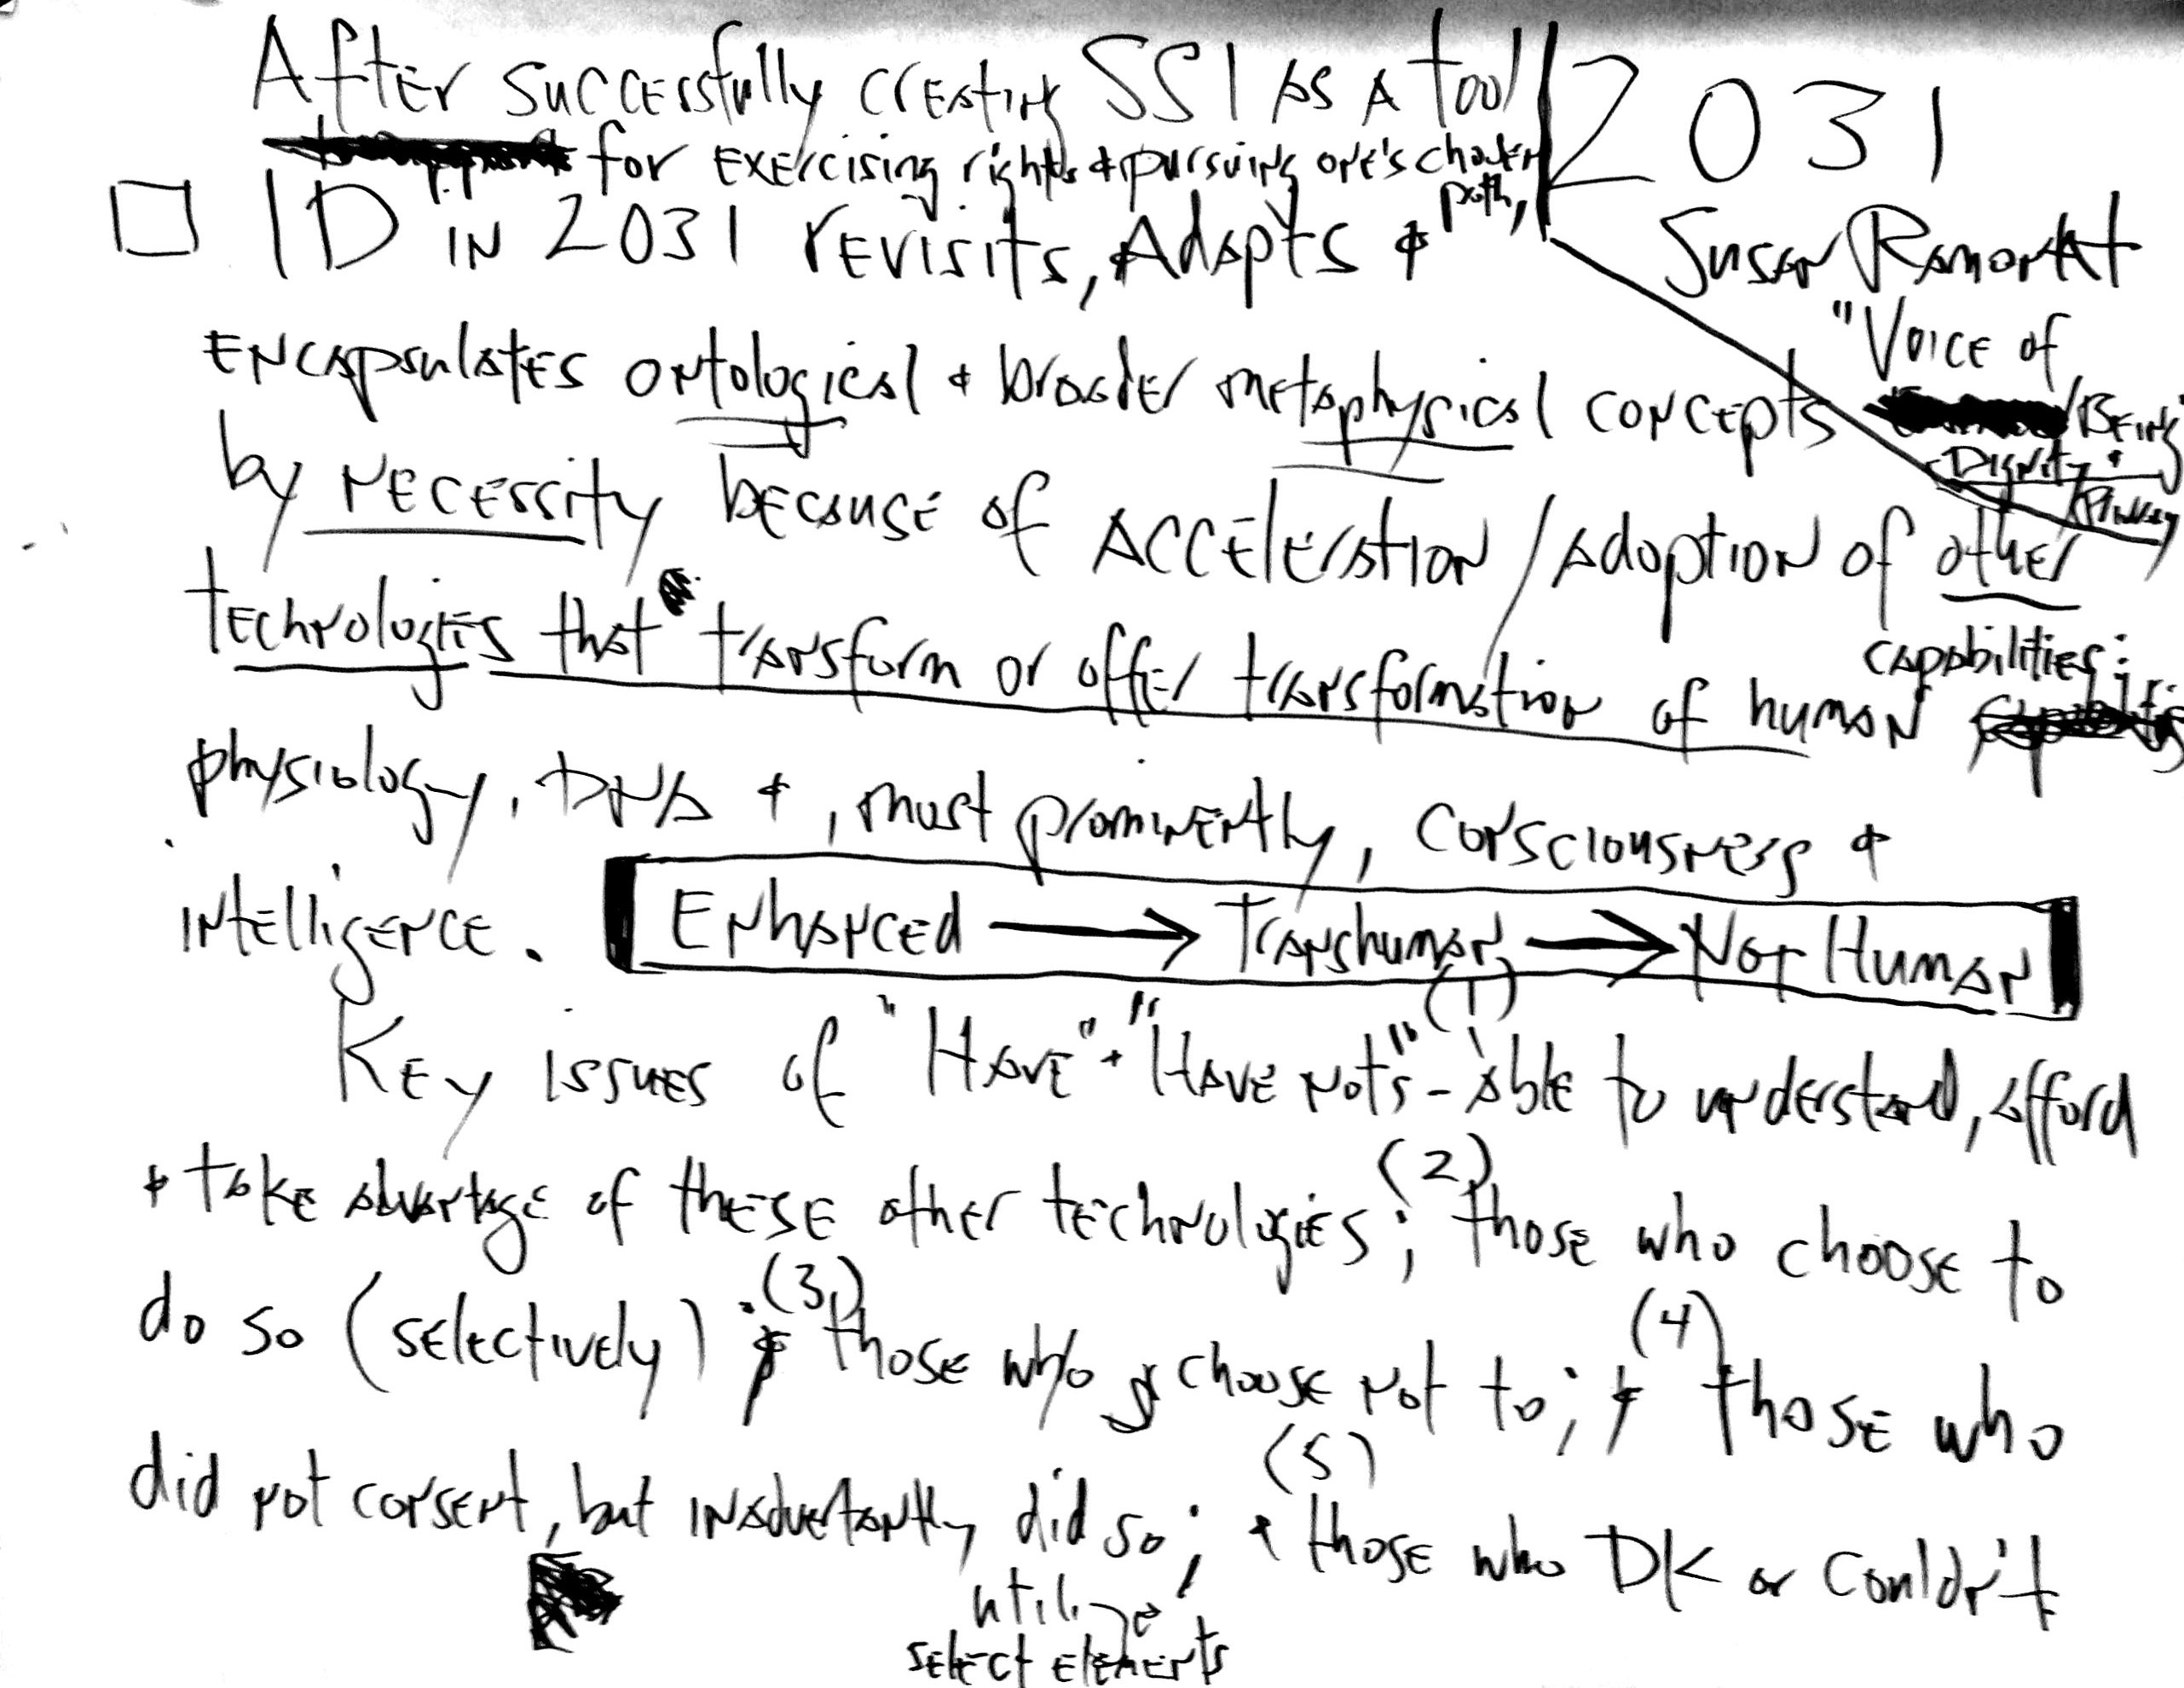 After successfully creating SSI as a tool
for exercising rights & pursuing one's chosen
path,
□ ID in 2031 revisits, Adapts &
encapsulates ontological & broader metaphysical concepts
by necessity because of acceleration/adoption of other
technologies that transform or offer transformation of human
capabilities;
physiology, DNA &, most prominently, consciousness &
intelligence.
Enhanced → Transhuman → Not Human
Key issues of "Have" + "Have nots" - (1) Able to understand, afford
+ take advantage of these other technologies; (2) those who choose to
do so (selectively); (3) those who choose not to; & (4) those who
did not consent, but inadvertantly did so; + (5) those who DK or Couldn't
utilize
select elements
2031
Susan
"Voice of
/Being
Dignity +